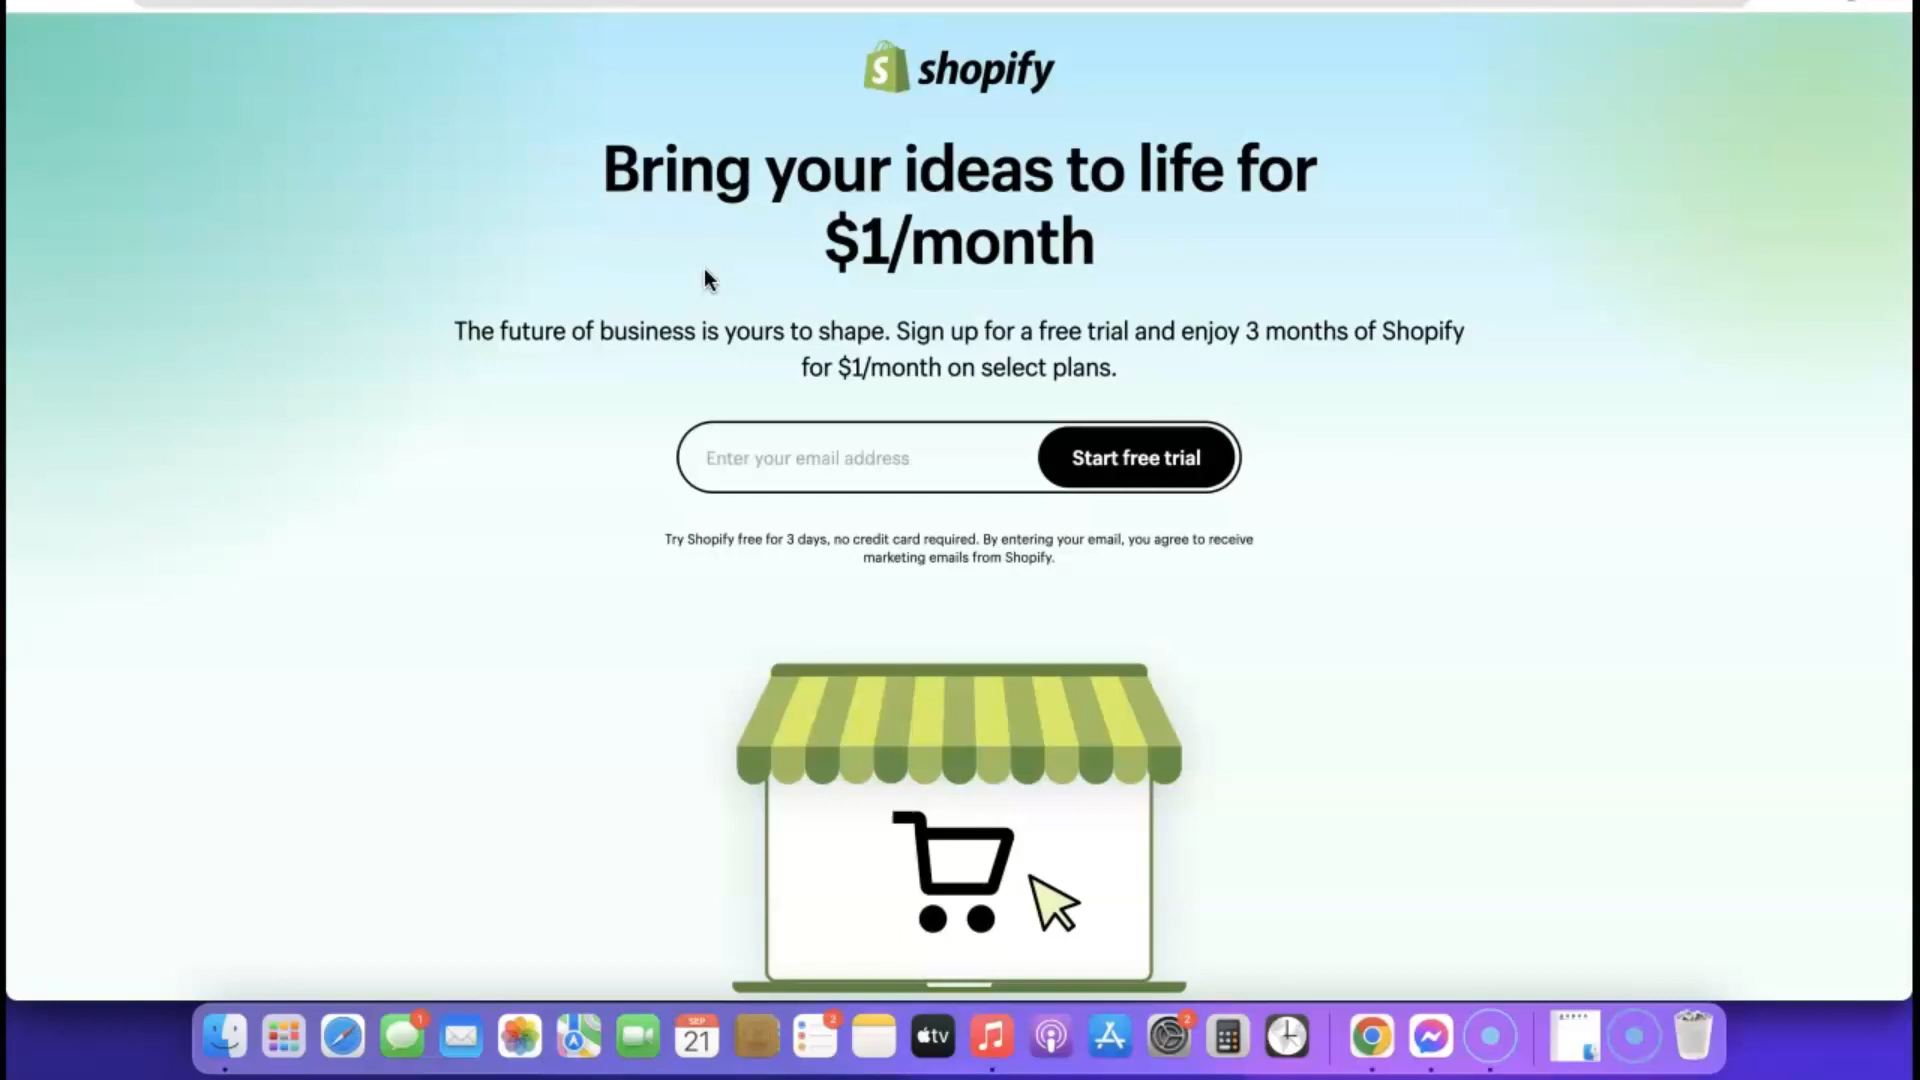 shopify
Bring your ideas to life for
$1/month
The future of business is yours to shape. Sign up for a free trial and enjoy 3 months of Shopify
for $1/month on select plans.
Enter your email address
Start free trial
Try Shopify free for 3 days, no credit card required. By entering your email, you agree to receive
marketing emails from Shopify.
1
SEP
21
2
tv
2